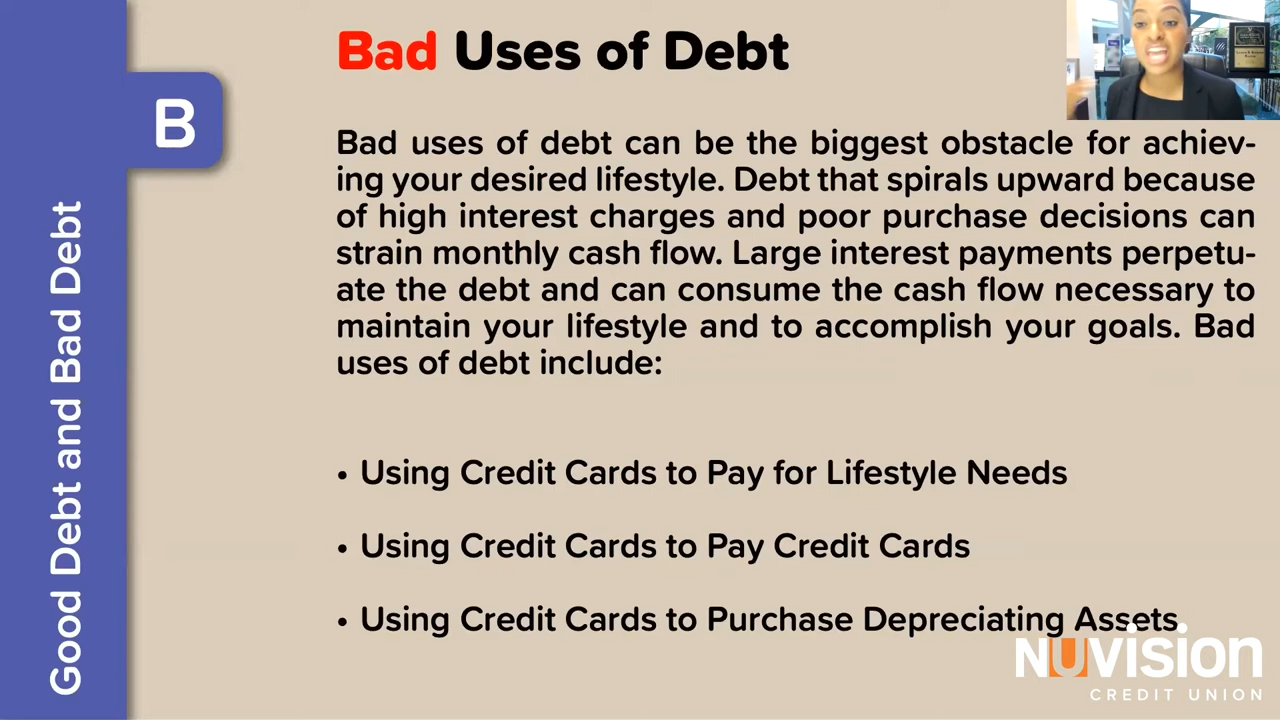 Bad Uses of Debt
B
Good Debt and Bad Debt
Bad uses of debt can be the biggest obstacle for achiev-
ing your desired lifestyle. Debt that spirals upward because
of high interest charges and poor purchase decisions can
strain monthly cash flow. Large interest payments perpetu-
ate the debt and can consume the cash flow necessary to
maintain your lifestyle and to accomplish your goals. Bad
uses of debt include:
• Using Credit Cards to Pay for Lifestyle Needs
• Using Credit Cards to Pay Credit Cards
• Using Credit Cards to Purchase Depreciating Assets
NUVISION
CREDIT UNION